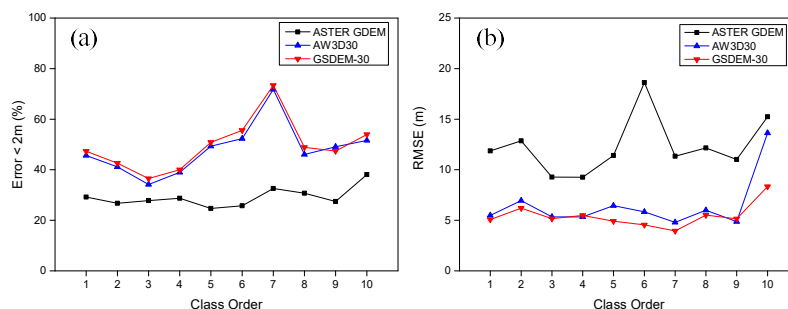 (a)
ASTER GDEM
AW3D30
GSDEM-30
Error < 2m (%)
100
80
60
40
20
0
1 2 3 4 5 6 7 8 9 10
Class Order
(b)
ASTER GDEM
AW3D30
GSDEM-30
RMSE (m)
25
20
15
10
5
0
1 2 3 4 5 6 7 8 9 10
Class Order